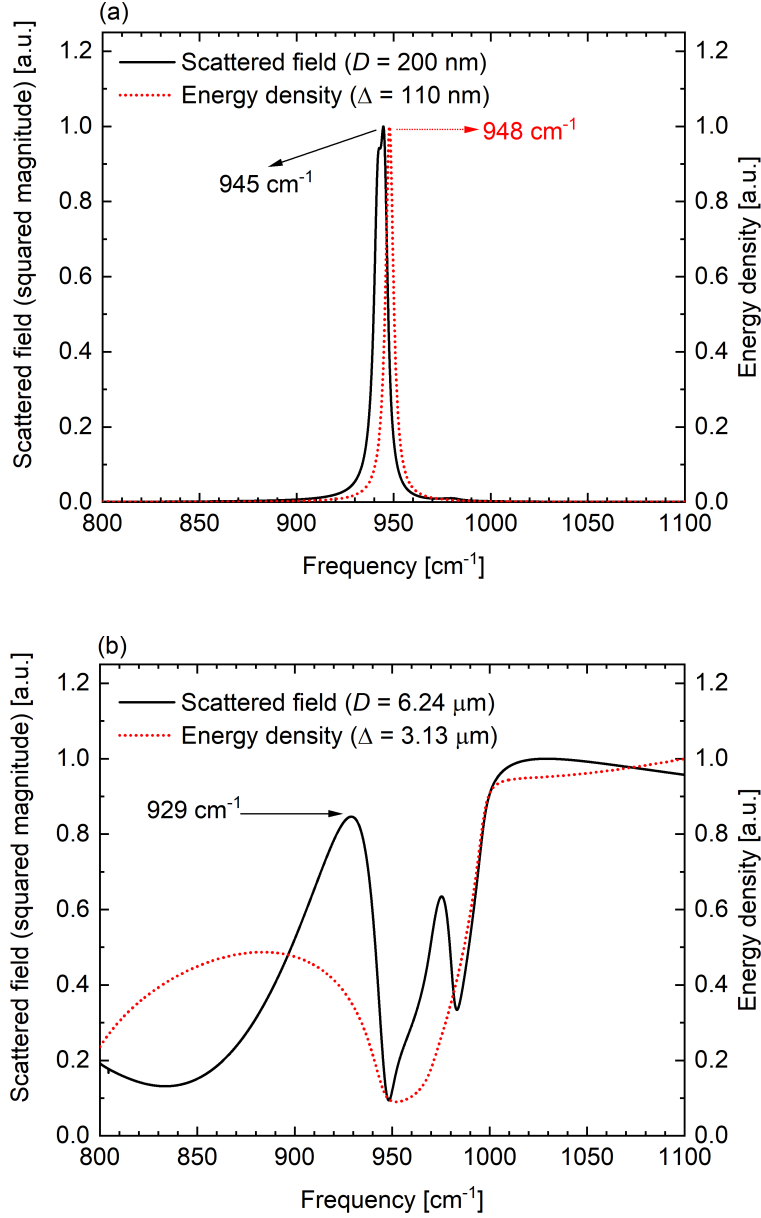 (a)
Scattered field (D = 200 nm)
Energy density (Δ = 110 nm)
945 cm-1
948 cm-1
Scattered field (squared magnitude) [a.u.]
1.2
1.0
0.8
0.6
0.4
0.2
0.0
Energy density [a.u.]
1.2
1.0
0.8
0.6
0.4
0.2
0.0
800 850 900 950 1000 1050 1100
Frequency [cm-1]
(b)
Scattered field (D = 6.24 μm)
Energy density (Δ = 3.13 μm)
929 cm-1
Scattered field (squared magnitude) [a.u.]
1.2
1.0
0.8
0.6
0.4
0.2
0.0
Energy density [a.u.]
1.2
1.0
0.8
0.6
0.4
0.2
0.0
800 850 900 950 1000 1050 1100
Frequency [cm-1]